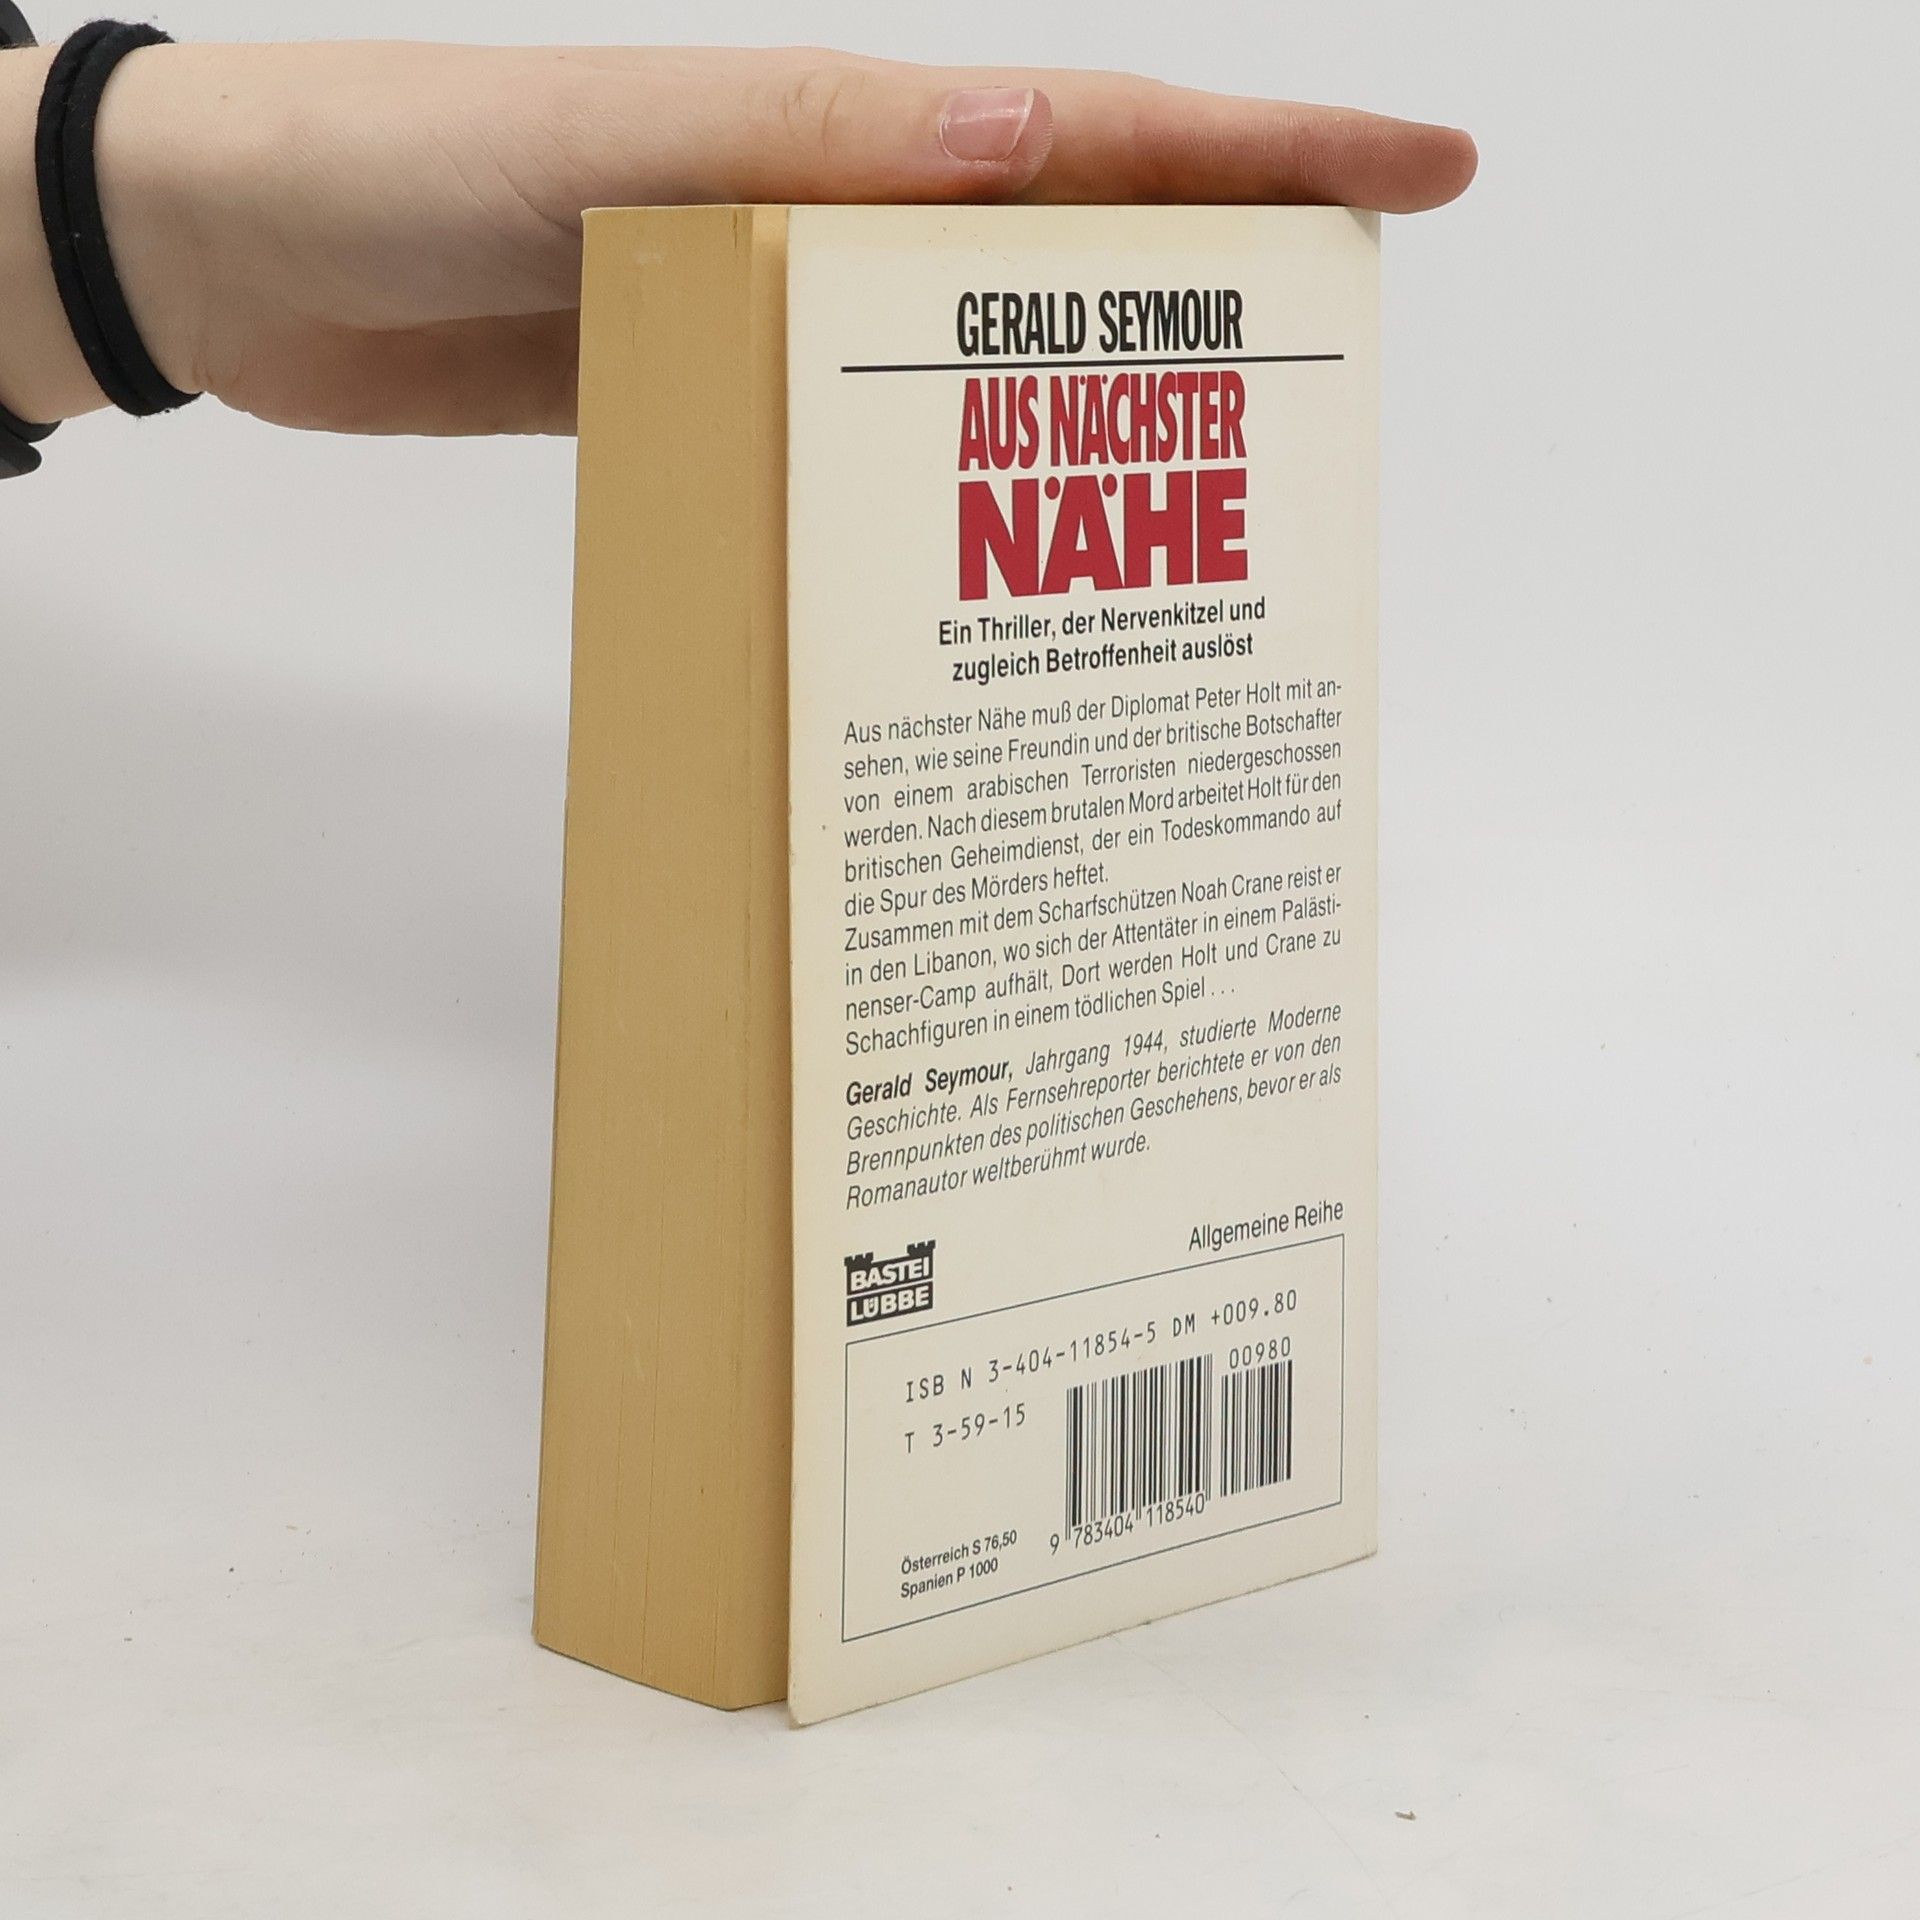 GERALD SEYMOUR
AUS NÄCHSTER
NÄHE
Ein Thriller, der Nervenkitzel und
zugleich Betroffenheit auslöst
Aus nächster Nähe muß der Diplomat Peter Holt mit an-
sehen, wie seine Freundin und der britische Botschafter
von einem arabischen Terroristen niedergeschossen
werden. Nach diesem brutalen Mord arbeitet Holt für den
britischen Geheimdienst, der ein Todeskommando auf
die Spur des Mörders heftet.
Zusammen mit dem Scharfschützen Noah Crane reist er
in den Libanon, wo sich der Attentäter in einem Palästi-
nenser-Camp aufhält, Dort werden Holt und Crane zu
Schachfiguren in einem tödlichen Spiel . . .
Gerald Seymour, Jahrgang 1944, studierte Moderne
Geschichte. Als Fernsehreporter berichtete er von den
Brennpunkten des politischen Geschehens, bevor er als
Romanautor weltberühmt wurde.
Allgemeine Reihe
BASTEI
LÜBBE
ISB N 3-404-11854-5 DM +009.80
00980
T 3-59-15
9 783404 118540
Österreich S 76,50
Spanien P 1000